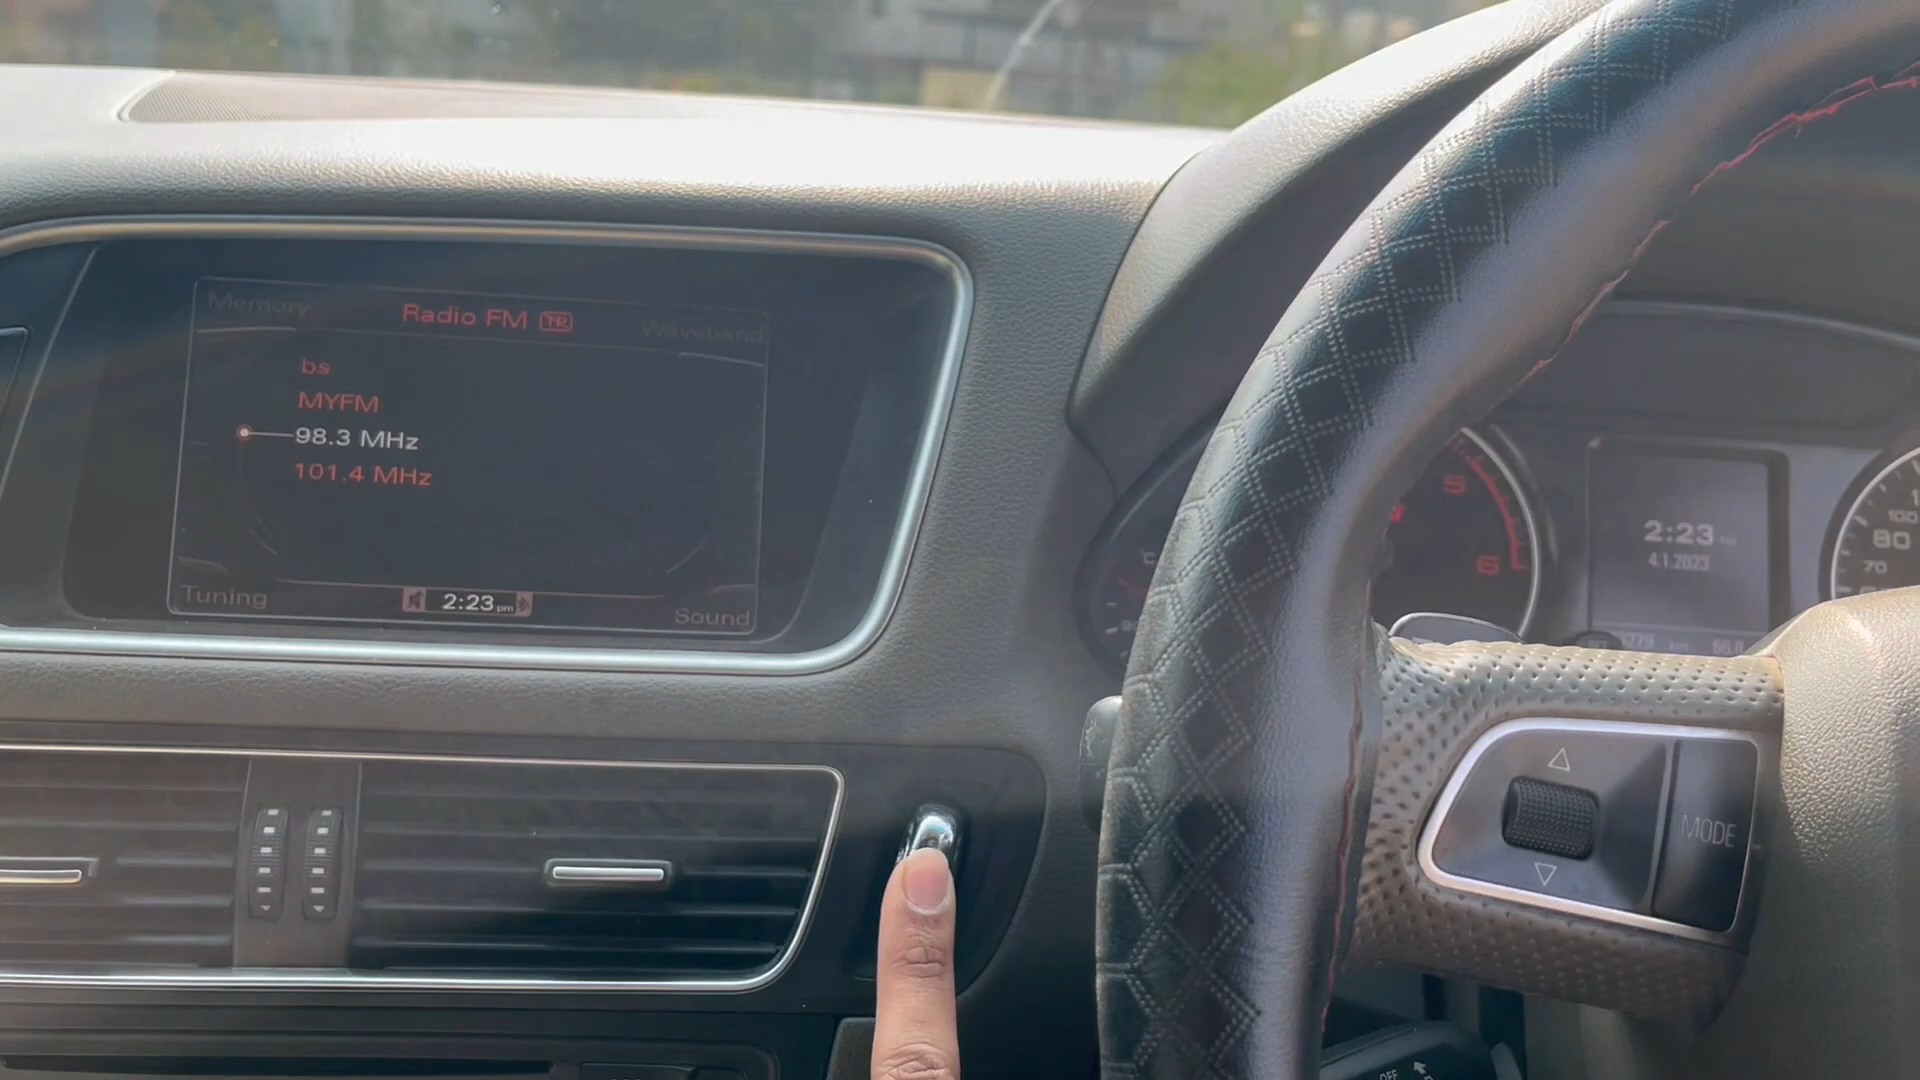 Memory
Radio FM TP
Waveband
bs
MYFM
98.3 MHz
101.4 MHz
Tuning
2:23 pm
Sound
5
6
2:23
4.1.2023
100
80
70
MODE
OFF